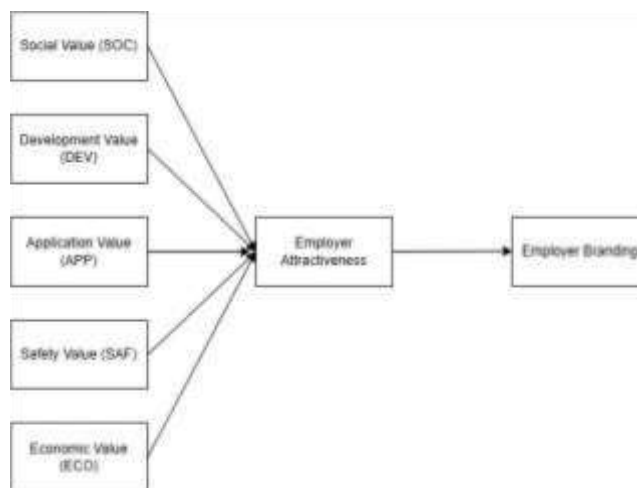 Social Value (SOC)
Development Value
(DEV)
Application Value
(APP)
Employer
Attractiveness
Employer Branding
Safety Value (SAF)
Economic Value
(ECO)